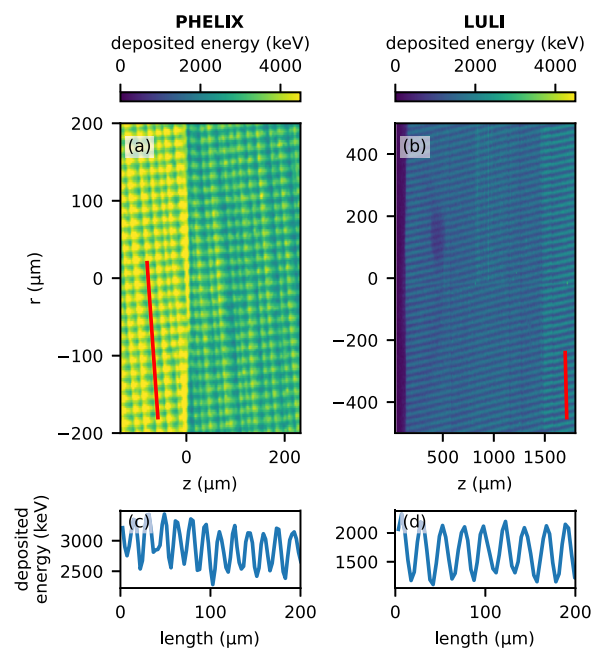 PHELIX LULI
deposited energy (keV) deposited energy (keV)
0 2000 4000 0 2000 4000
(a) (b)
200
100
0
−100
−200
r (μm)
400
200
0
−200
−400
0 200 500 1000 1500
z (μm) z (μm)
(c) (d)
deposited
energy (keV)
3000
2500
2000
1500
0 100 200 0 100 200
length (μm) length (μm)